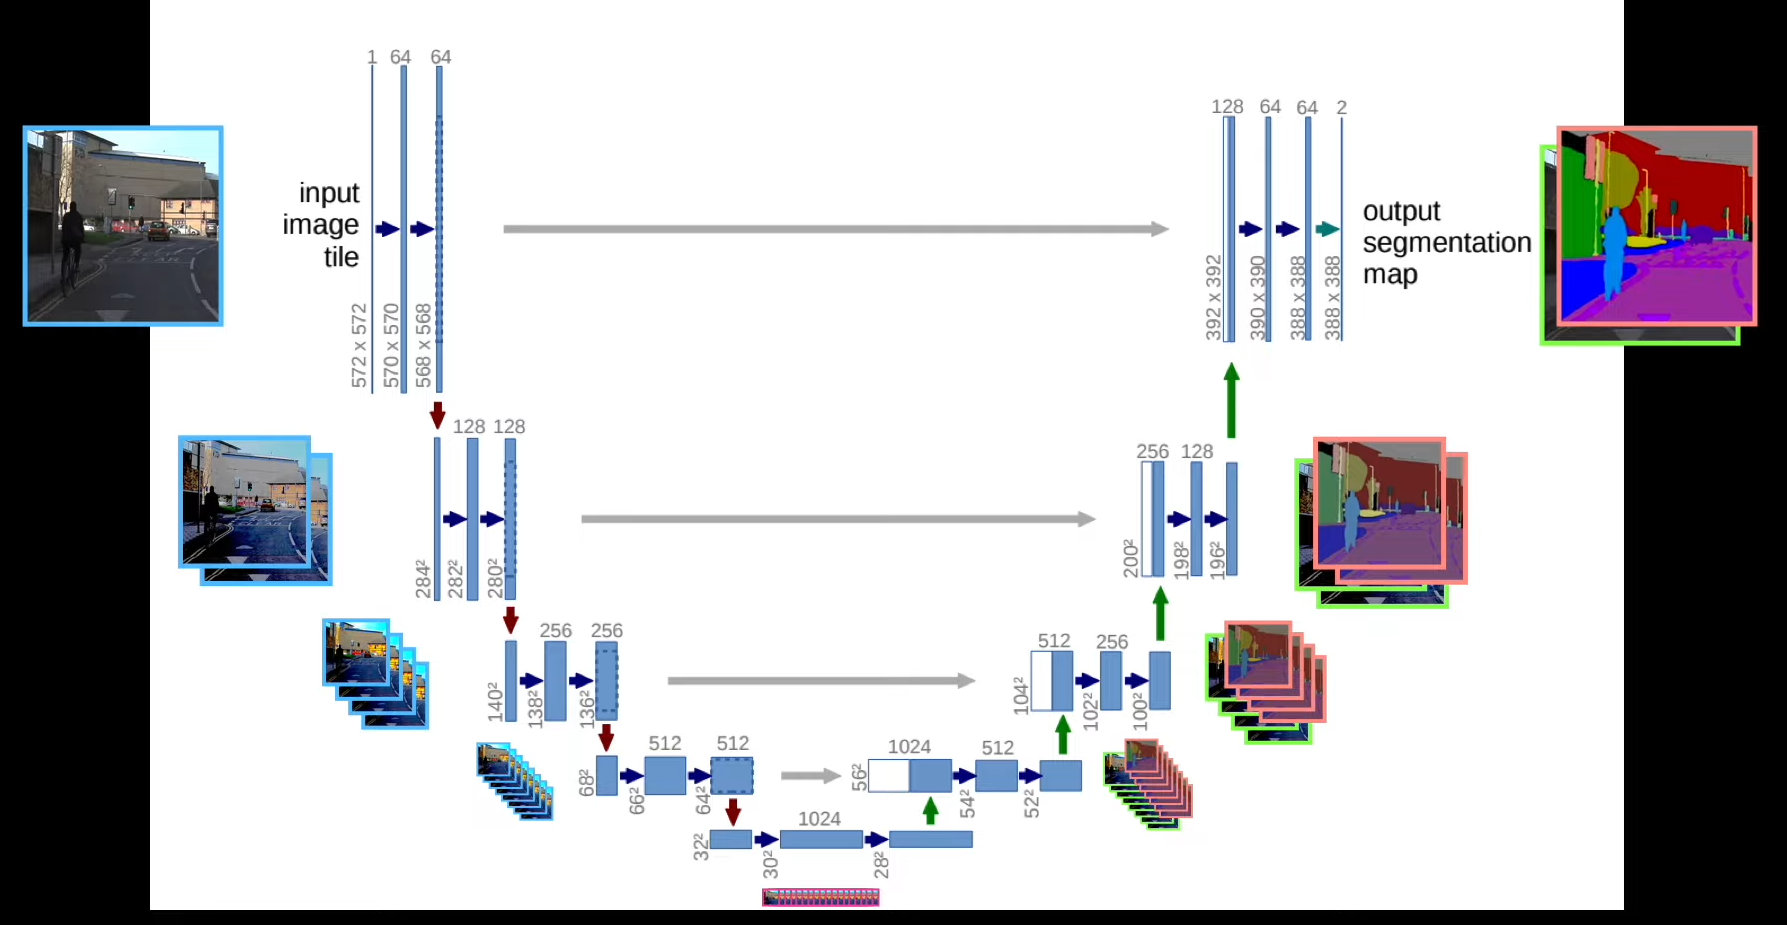 1 64 64
128 64 64 2
input
image
tile
output
segmentation
map
572 x 572
570 x 570
568 x 568
392 x 392
390 x 390
388 x 388
388 x 388
128 128
256 128
284²
282²
280²
200²
198²
196²
256 256
512 256
140²
138²
136²
104²
102²
100²
512 512
1024 512
68²
66²
64²
56²
54²
52²
1024
32²
30²
28²